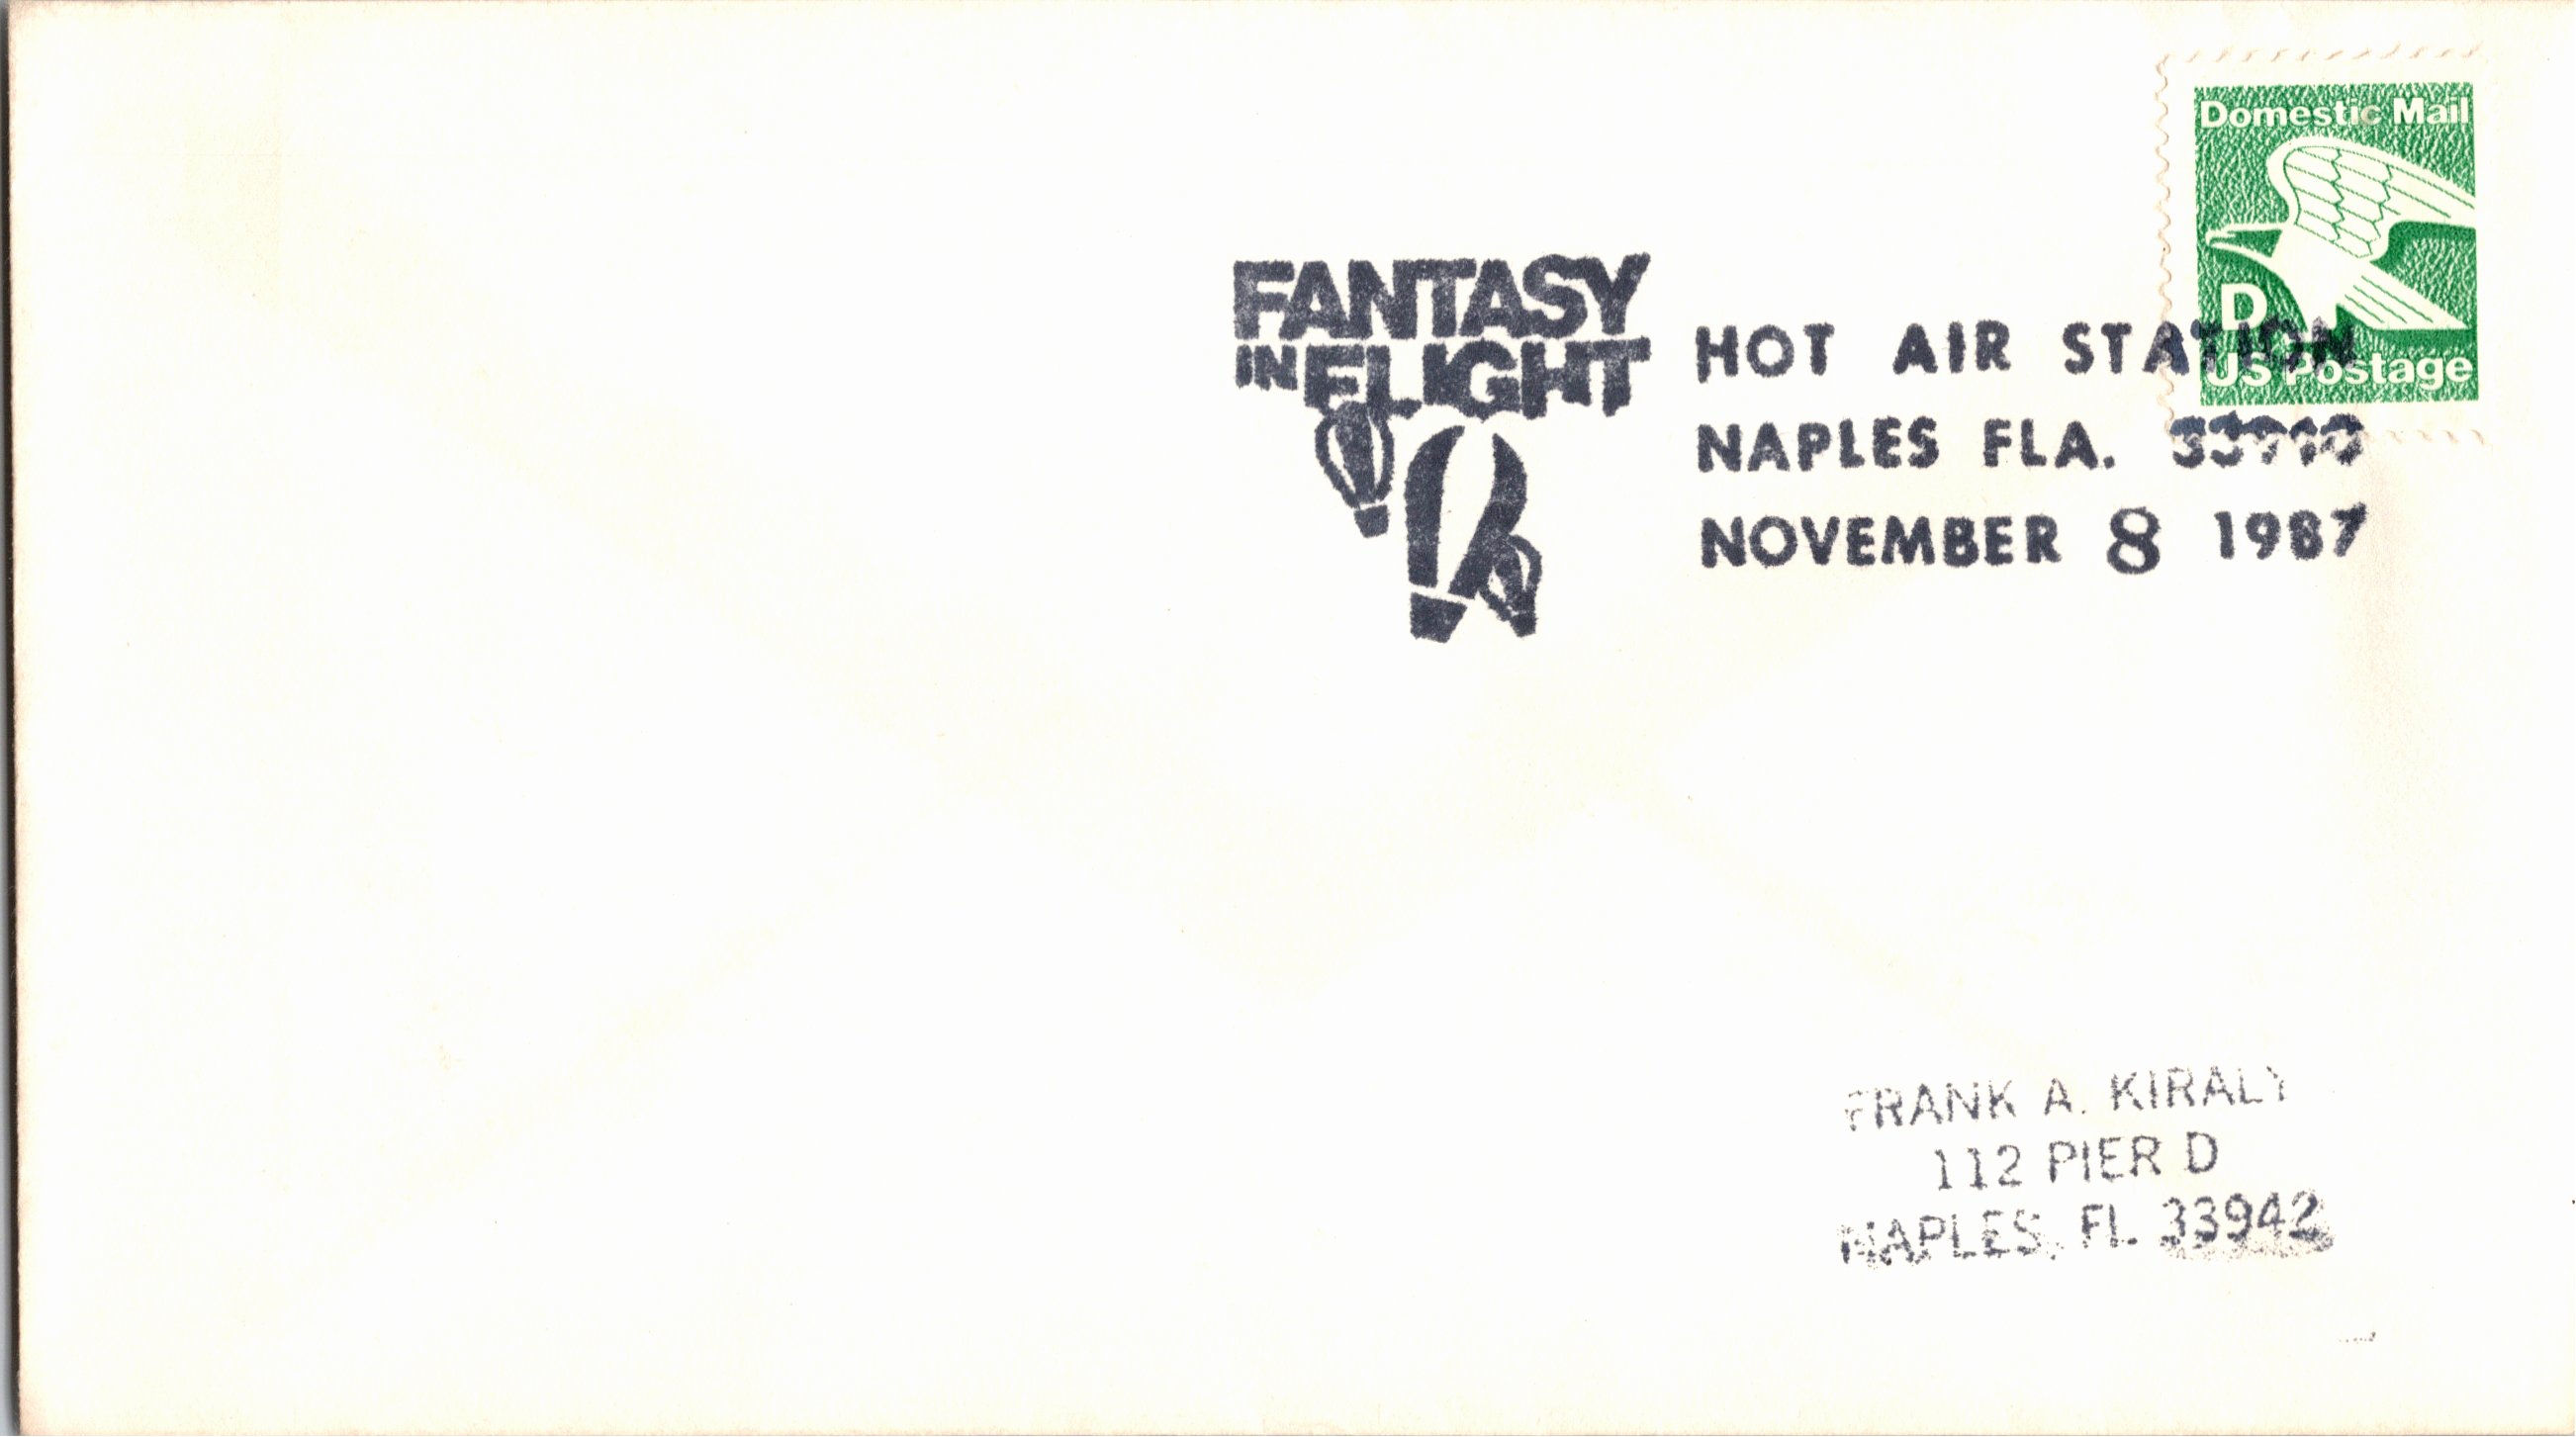 Domestic Mail
D
US Postage
FANTASY
IN FLIGHT
HOT AIR STATION
NAPLES FLA.
NOVEMBER 8 1987
FRANK A. KIRALY
112 PIER D
NAPLES, FL 33942